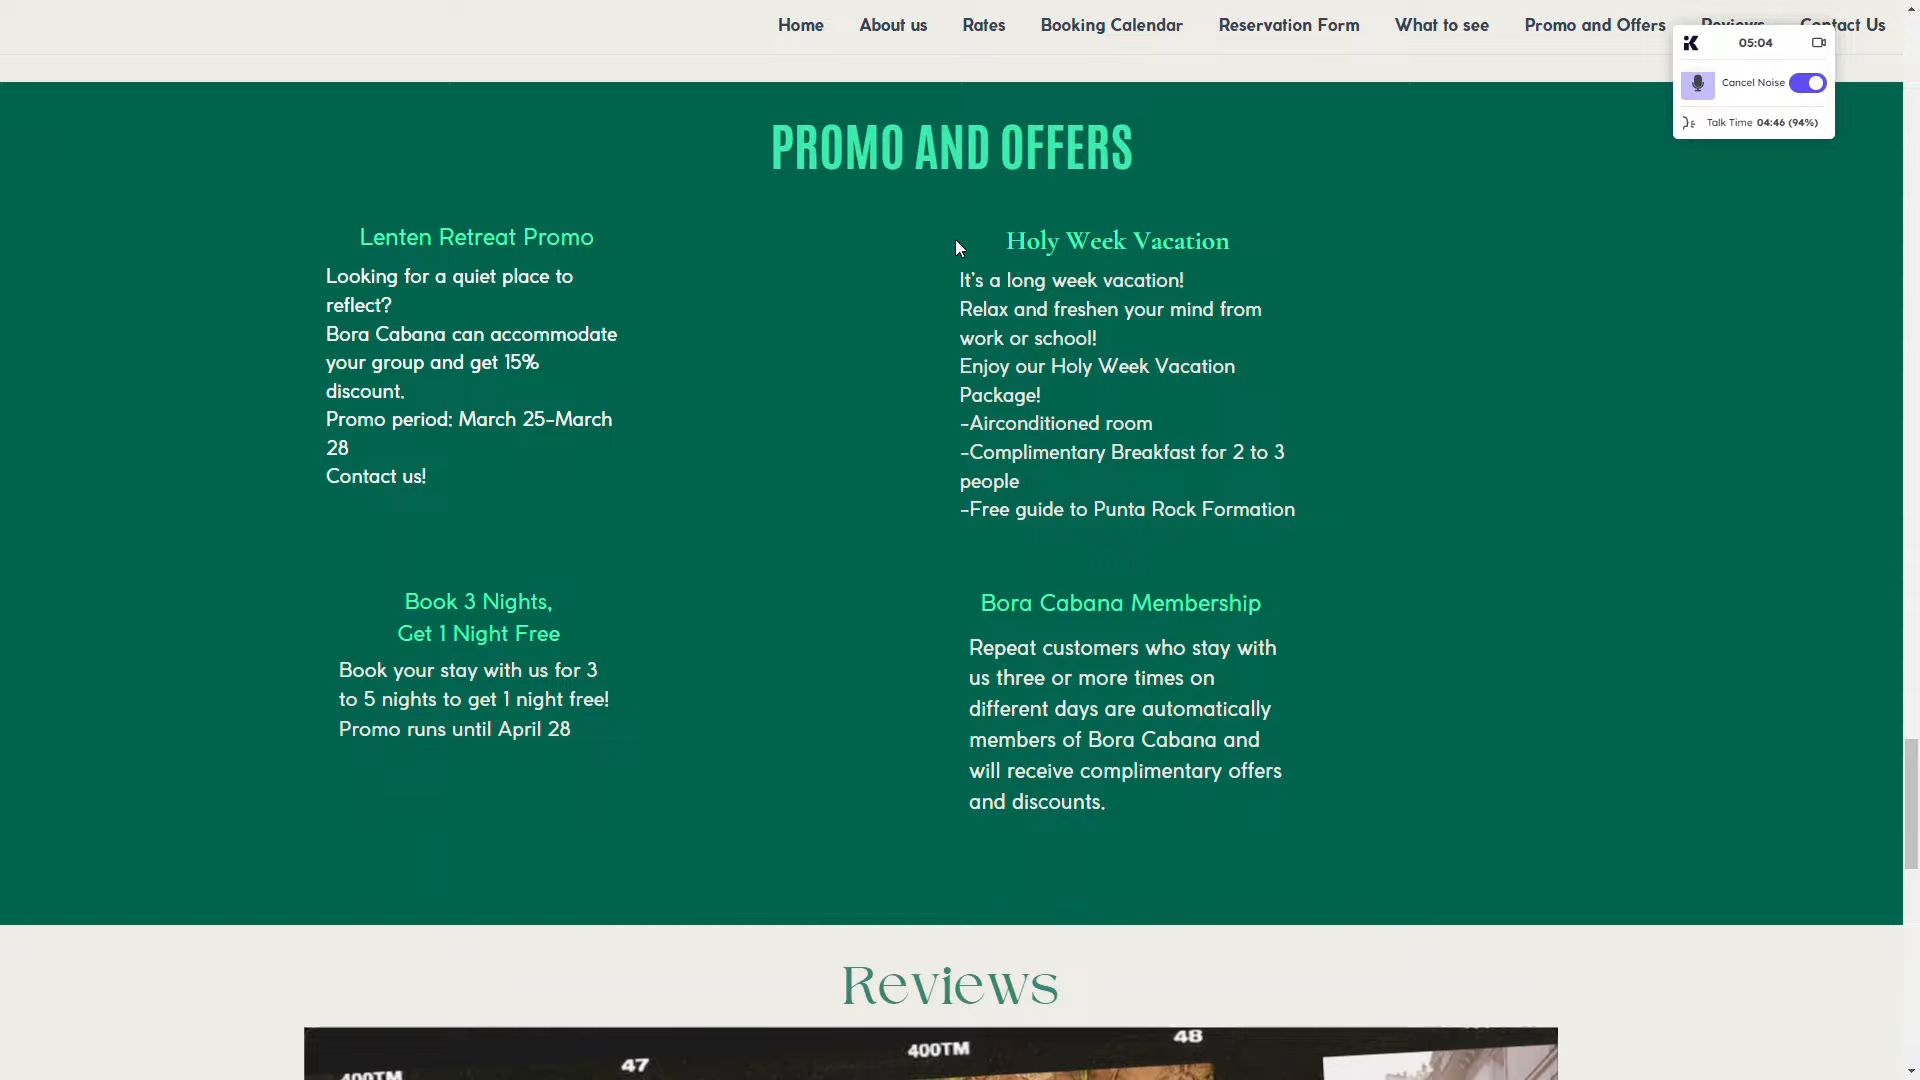 Home About us Rates Booking Calendar Reservation Form What to see Promo and Offers Reviews Contact Us
05:04
Cancel Noise
Talk Time 04:46 (94%)
PROMO AND OFFERS
Lenten Retreat Promo
Looking for a quiet place to
reflect?
Bora Cabana can accommodate
your group and get 15%
discount.
Promo period: March 25-March
28
Contact us!
Holy Week Vacation
It's a long week vacation!
Relax and freshen your mind from
work or school!
Enjoy our Holy Week Vacation
Package!
-Airconditioned room
-Complimentary Breakfast for 2 to 3
people
-Free guide to Punta Rock Formation
Book 3 Nights,
Get 1 Night Free
Book your stay with us for 3
to 5 nights to get 1 night free!
Promo runs until April 28
Bora Cabana Membership
Repeat customers who stay with
us three or more times on
different days are automatically
members of Bora Cabana and
will receive complimentary offers
and discounts.
Reviews
400TM 47 400TM 48